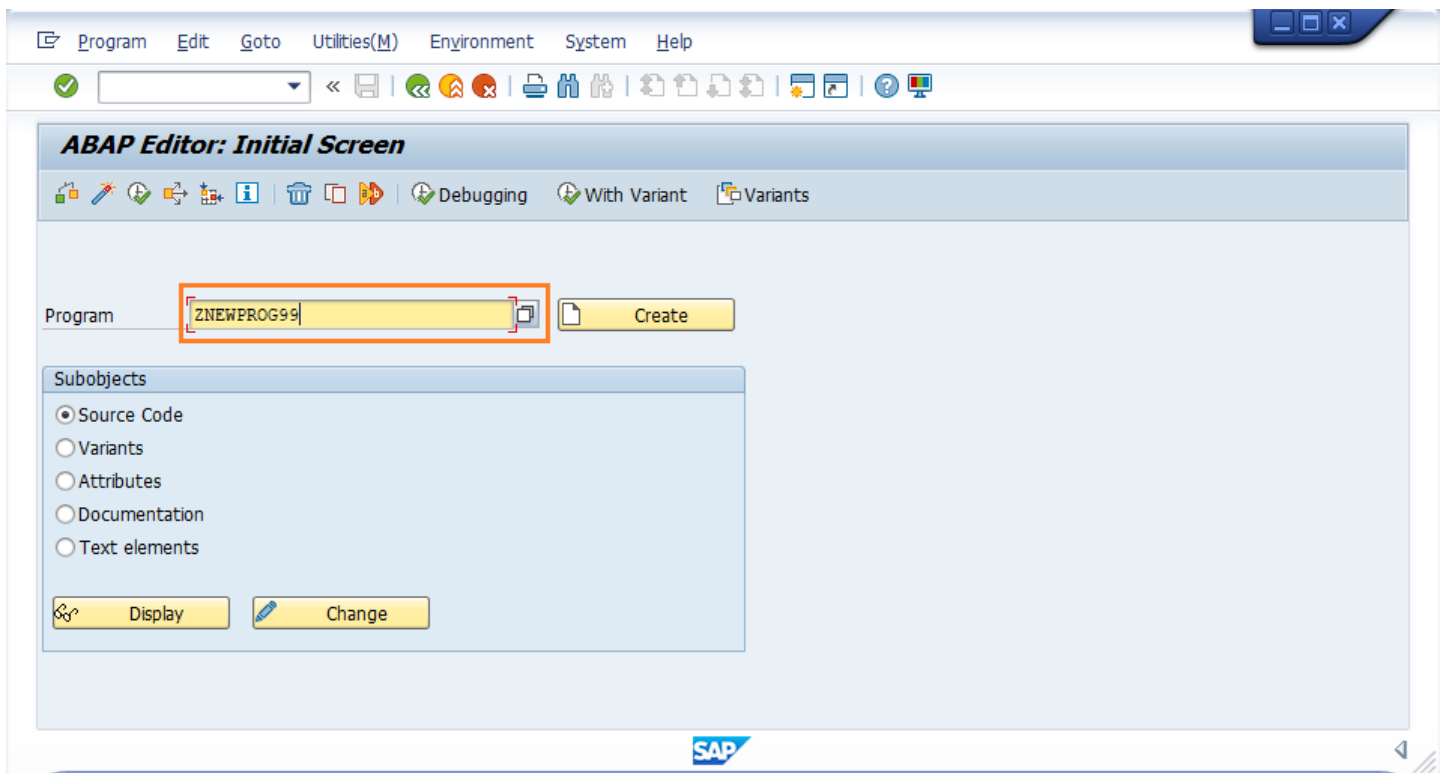 Program Edit Goto Utilities(M) Environment System Help
ABAP Editor: Initial Screen
Debugging With Variant Variants
Program ZNEWPROG99 Create
Subobjects
Source Code
Variants
Attributes
Documentation
Text elements
Display Change
SAP